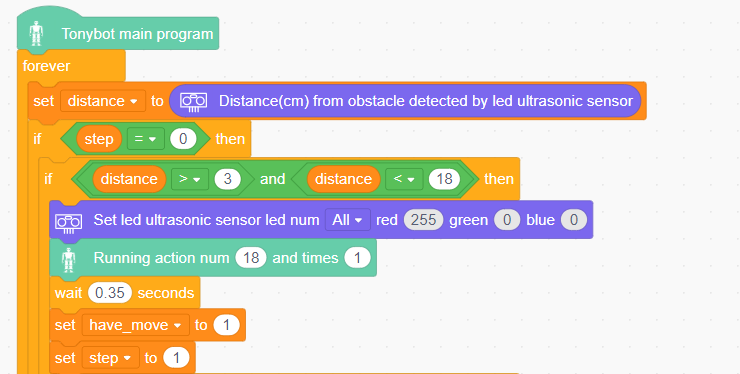 Tonybot main program
forever
set distance to Distance(cm) from obstacle detected by led ultrasonic sensor
if step = 0 then
if distance > 3 and distance < 18 then
Set led ultrasonic sensor led num All red 255 green 0 blue 0
Running action num 18 and times 1
wait 0.35 seconds
set have_move to 1
set step to 1